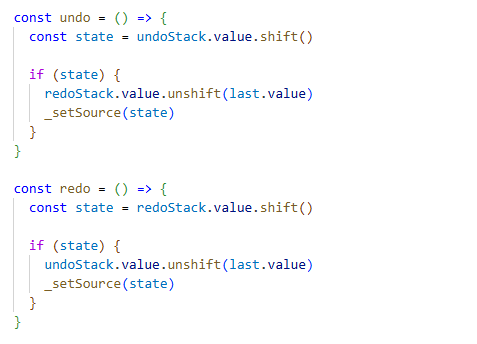 const undo = () => {
  const state = undoStack.value.shift()

  if (state) {
    redoStack.value.unshift(last.value)
    _setSource(state)
  }
}

const redo = () => {
  const state = redoStack.value.shift()

  if (state) {
    undoStack.value.unshift(last.value)
    _setSource(state)
  }
}